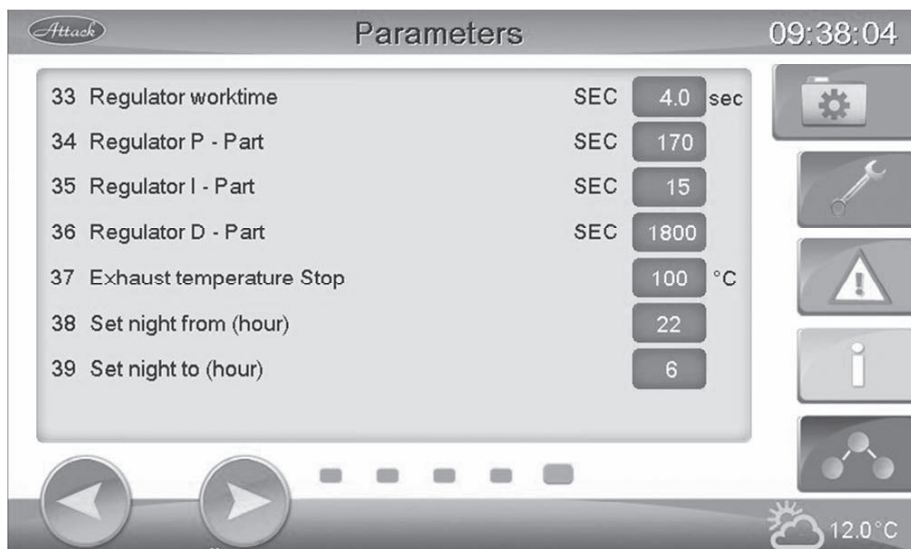 Attack Parameters 09:38:04
33 Regulator worktime SEC 4.0 sec
34 Regulator P - Part SEC 170
35 Regulator I - Part SEC 15
36 Regulator D - Part SEC 1800
37 Exhaust temperature Stop 100 °C
38 Set night from (hour) 22
39 Set night to (hour) 6
12.0°C